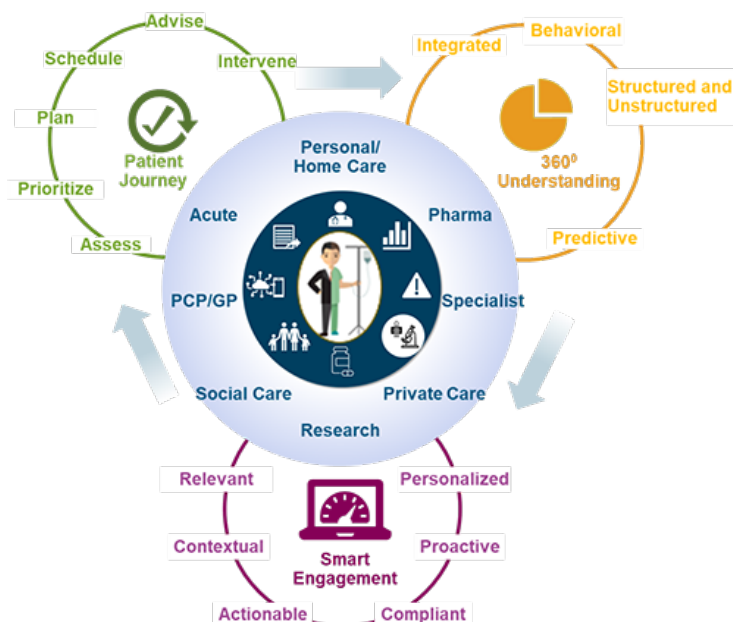 Advise
Schedule
Intervene
Plan
Patient
Journey
Prioritize
Assess
Integrated
Behavioral
Structured and
Unstructured
360⁰
Understanding
Predictive
Personal/
Home Care
Acute
Pharma
PCP/GP
Specialist
Social Care
Private Care
Research
Relevant
Personalized
Contextual
Proactive
Smart
Engagement
Actionable
Compliant